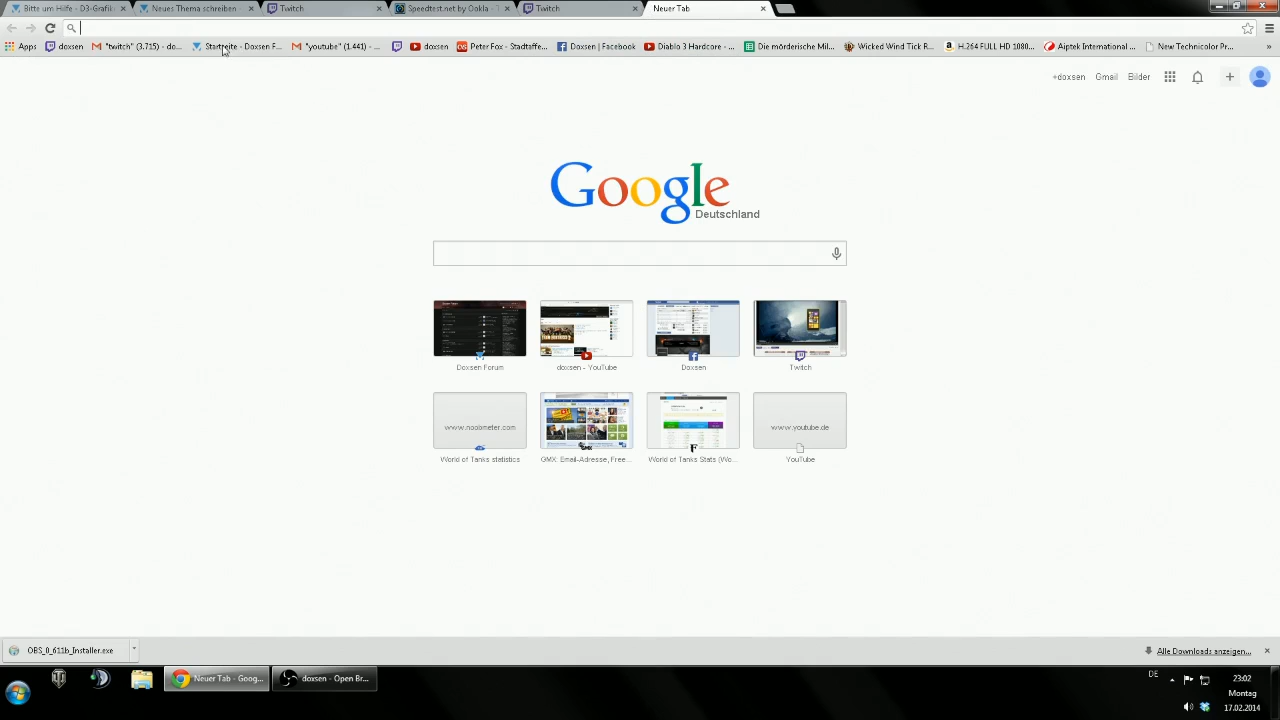 Bitte um Hilfe - D3-Grafik
Neues Thema schreiben -
Twitch
Speedtest.net by Ookla - T
Twitch
Neuer Tab
Apps
doxsen
"twitch" (3.715) - do...
Startseite - Doxsen F...
"youtube" (1.441) - ...
doxsen
Peter Fox - Stadtaffe...
Doxsen | Facebook
Diablo 3 Hardcore - ...
Die mörderische Mil...
Wicked Wind Tick R...
H.264 FULL HD 1080...
Aiptek International ...
New Technicolor Pr...
»
+doxsen
Gmail
Bilder
Google
Deutschland
Doxsen Forum
doxsen - YouTube
Doxsen
Twitch
www.noobmeter.com
www.youtube.de
World of Tanks statistics
GMX: Email-Adresse, Free...
World of Tanks Stats (Wo...
YouTube
OBS_0_611b_Installer.exe
Alle Downloads anzeigen...
Neuer Tab - Goog...
doxsen - Open Br...
DE
23:02
Montag
17.02.2014